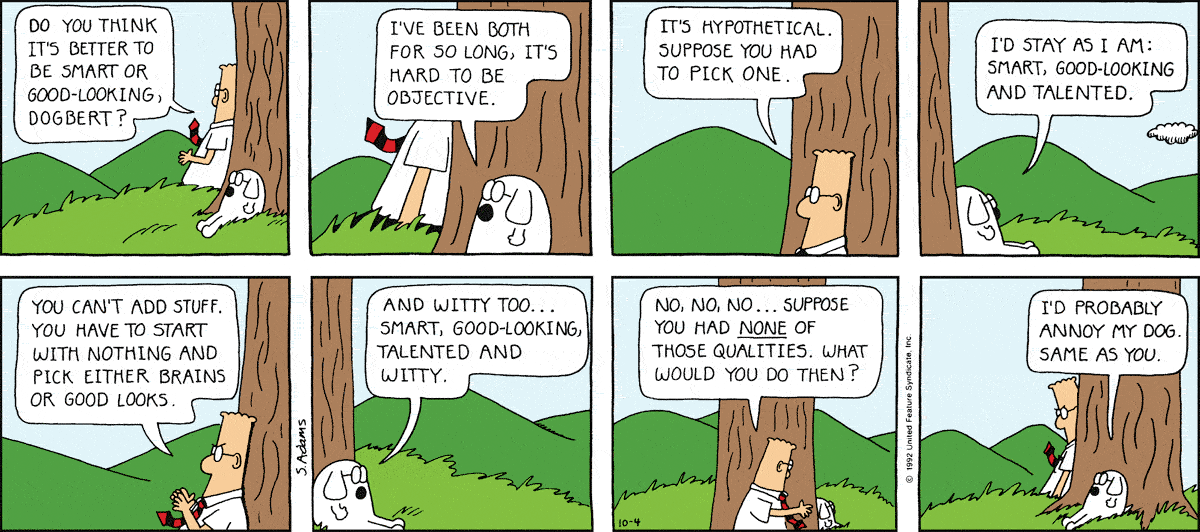 DO YOU THINK
IT'S BETTER TO
BE SMART OR
GOOD-LOOKING,
DOGBERT?
I'VE BEEN BOTH
FOR SO LONG, IT'S
HARD TO BE
OBJECTIVE.
IT'S HYPOTHETICAL.
SUPPOSE YOU HAD
TO PICK ONE.
I'D STAY AS I AM:
SMART, GOOD-LOOKING
AND TALENTED.
YOU CAN'T ADD STUFF.
YOU HAVE TO START
WITH NOTHING AND
PICK EITHER BRAINS
OR GOOD LOOKS.
S. Adams
AND WITTY TOO...
SMART, GOOD-LOOKING,
TALENTED AND
WITTY.
NO, NO, NO... SUPPOSE
YOU HAD NONE OF
THOSE QUALITIES. WHAT
WOULD YOU DO THEN?
10-4
© 1992 United Feature Syndicate, Inc.
I'D PROBABLY
ANNOY MY DOG.
SAME AS YOU.